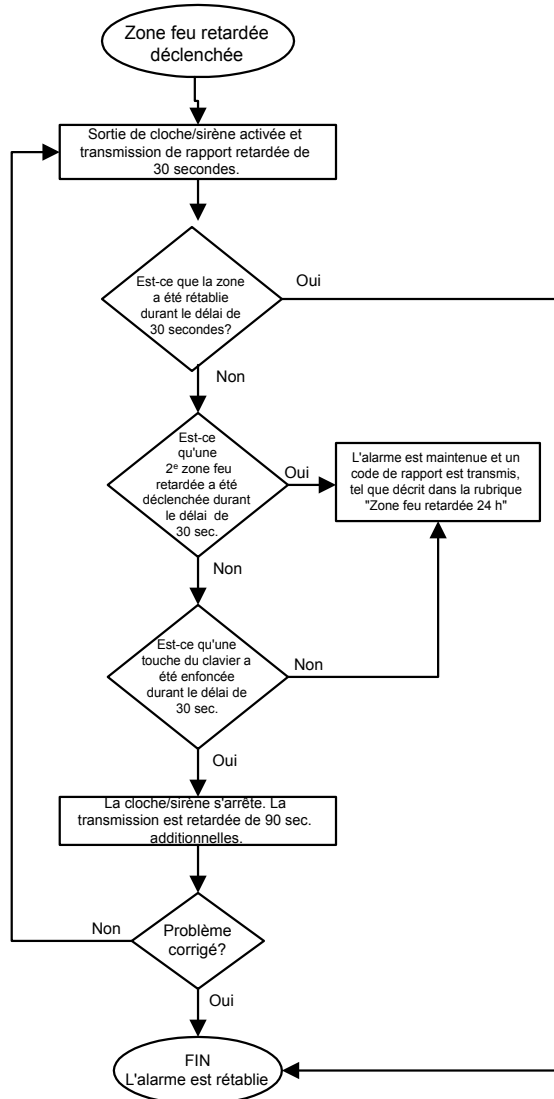 Zone feu retardée
déclenchée
Sortie de cloche/sirène activée et
transmission de rapport retardée de
30 secondes.
Est-ce que la zone
a été rétablie
durant le délai de
30 secondes?
Oui
Non
Est-ce
qu'une
2e zone feu
retardée a été
déclenchée durant
le délai de
30 sec.
Oui
L'alarme est maintenue et un
code de rapport est transmis,
tel que décrit dans la rubrique
"Zone feu retardée 24 h"
Non
Est-ce qu'une
touche du clavier a
été enfoncée
durant le délai de
30 sec.
Non
Oui
La cloche/sirène s'arrête. La
transmission est retardée de 90 sec.
additionnelles.
Non
Problème
corrigé?
Oui
FIN
L'alarme est rétablie